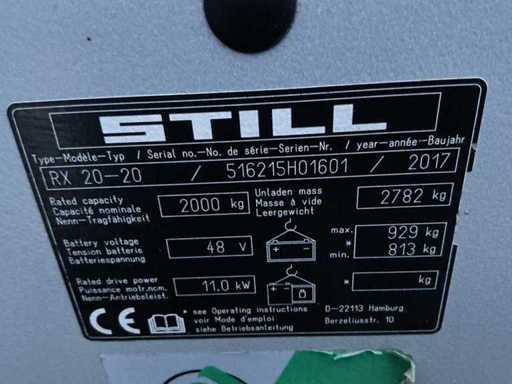 STILL
Type-Modèle-Typ / Serial no.-No. de série-Serien-Nr. / year-année-Baujahr
RX 20-20 / 516215H01601 / 2017
Rated capacity
Capacité nominale
Nenn-Tragfähigkeit
2000 kg
Unladen mass
Masse à vide
Leergewicht
2782 kg
Battery voltage
Tension batterie
Batteriespannung
48 V
max. 929 kg
* 
min. 813 kg
Rated drive power
Puissance motr.nom.
Nenn-Antriebsleist.
11.0 kW
* kg
CE
* see Operating instructions
voir Mode d'emploi
siehe Betriebsanleitung
D-22113 Hamburg
Berzeliusstr. 10